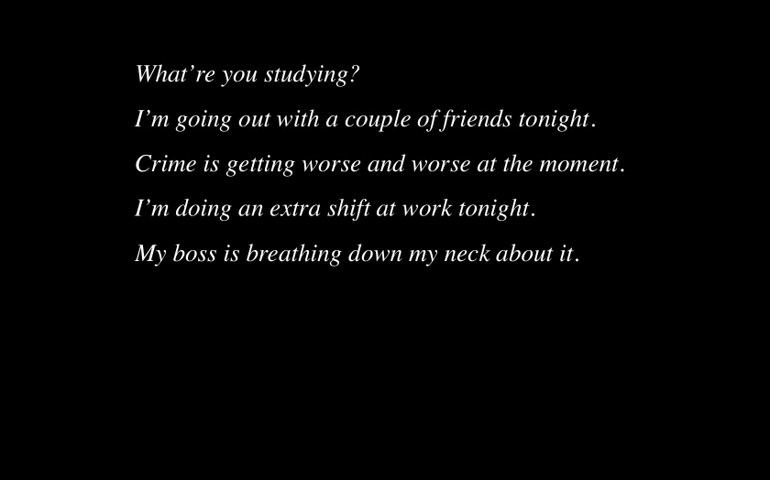 What’re you studying?
I’m going out with a couple of friends tonight.
Crime is getting worse and worse at the moment.
I’m doing an extra shift at work tonight.
My boss is breathing down my neck about it.